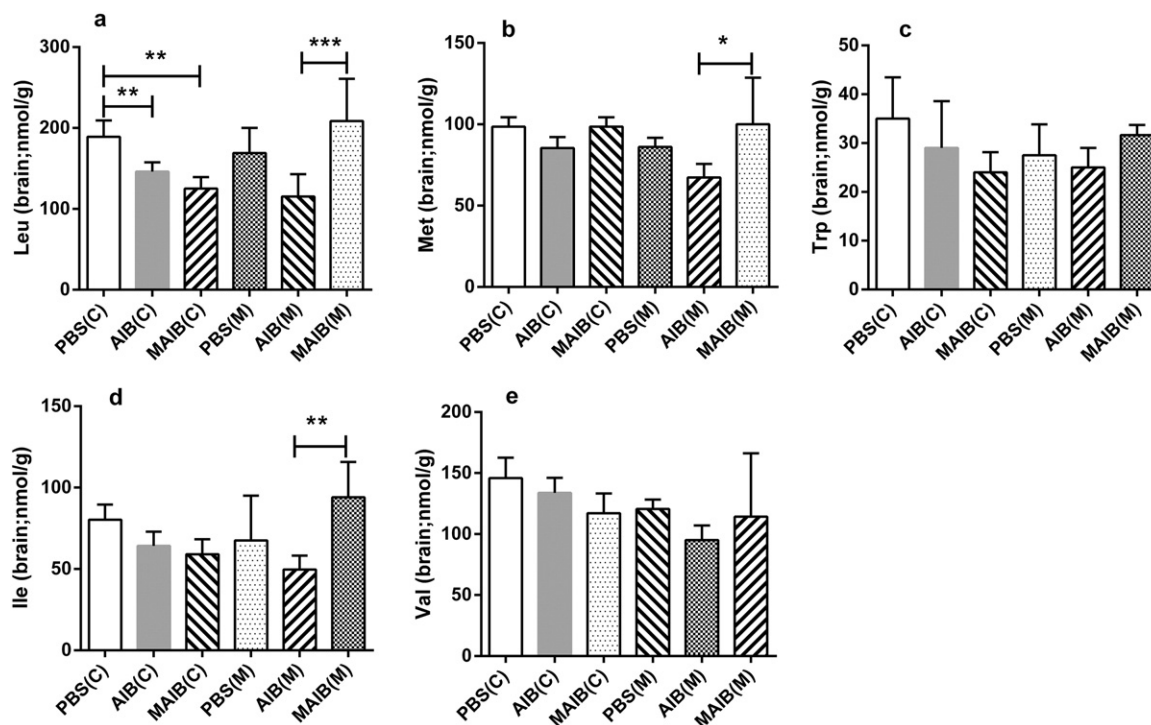 a
Leu (brain;nmol/g)
300
200
100
0
**
**
***
PBS(C)
AIB(C)
MAIB(C)
PBS(M)
AIB(M)
MAIB(M)
b
Met (brain;nmol/g)
150
100
50
0
*
PBS(C)
AIB(C)
MAIB(C)
PBS(M)
AIB(M)
MAIB(M)
c
Trp (brain;nmol/g)
50
40
30
20
10
0
PBS(C)
AIB(C)
MAIB(C)
PBS(M)
AIB(M)
MAIB(M)
d
Ile (brain;nmol/g)
150
100
50
0
**
PBS(C)
AIB(C)
MAIB(C)
PBS(M)
AIB(M)
MAIB(M)
e
Val (brain;nmol/g)
200
150
100
50
0
PBS(C)
AIB(C)
MAIB(C)
PBS(M)
AIB(M)
MAIB(M)